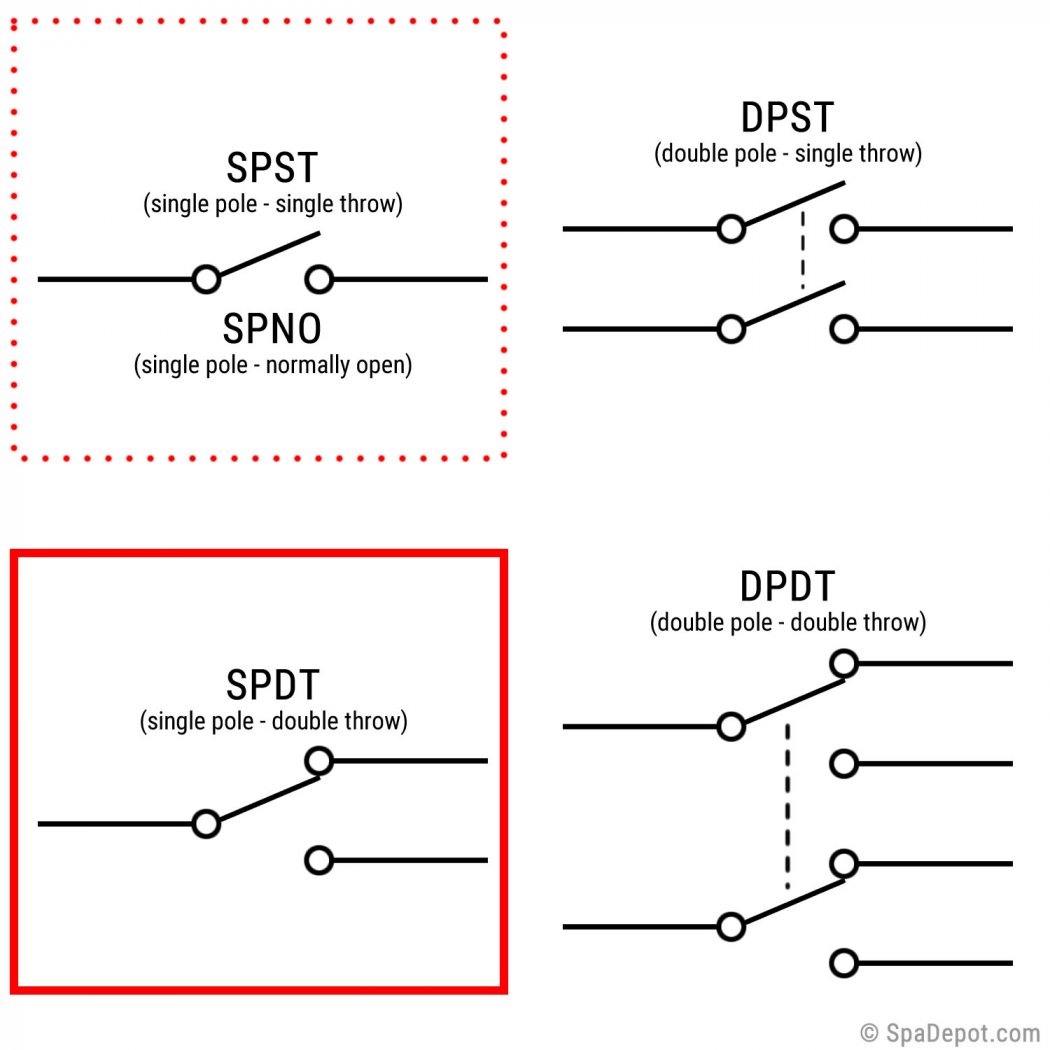 SPST
(single pole - single throw)
SPNO
(single pole - normally open)
DPST
(double pole - single throw)
SPDT
(single pole - double throw)
DPDT
(double pole - double throw)
© SpaDepot.com